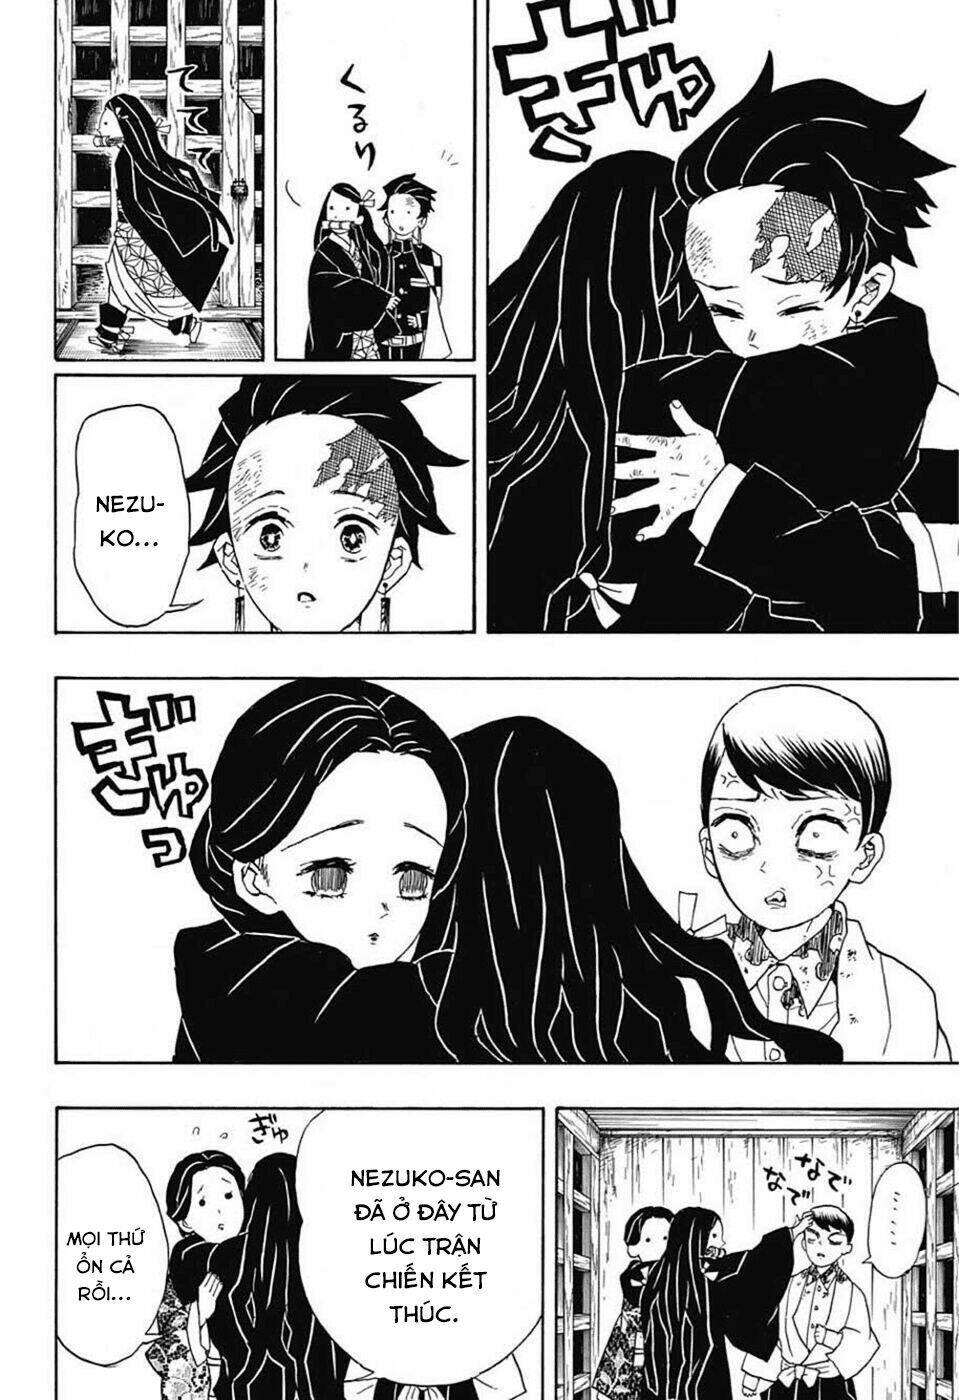 ぎゅ
くるり
てててて
NEZU-
KO...
ぎゅっ
なでなで
........
NEZUKO-SAN
ĐÃ Ở ĐÂY TỪ
LÚC TRẬN
CHIẾN KẾT
THÚC.
ぎゅ
MỌI THỨ
ỔN CẢ
RỒI...